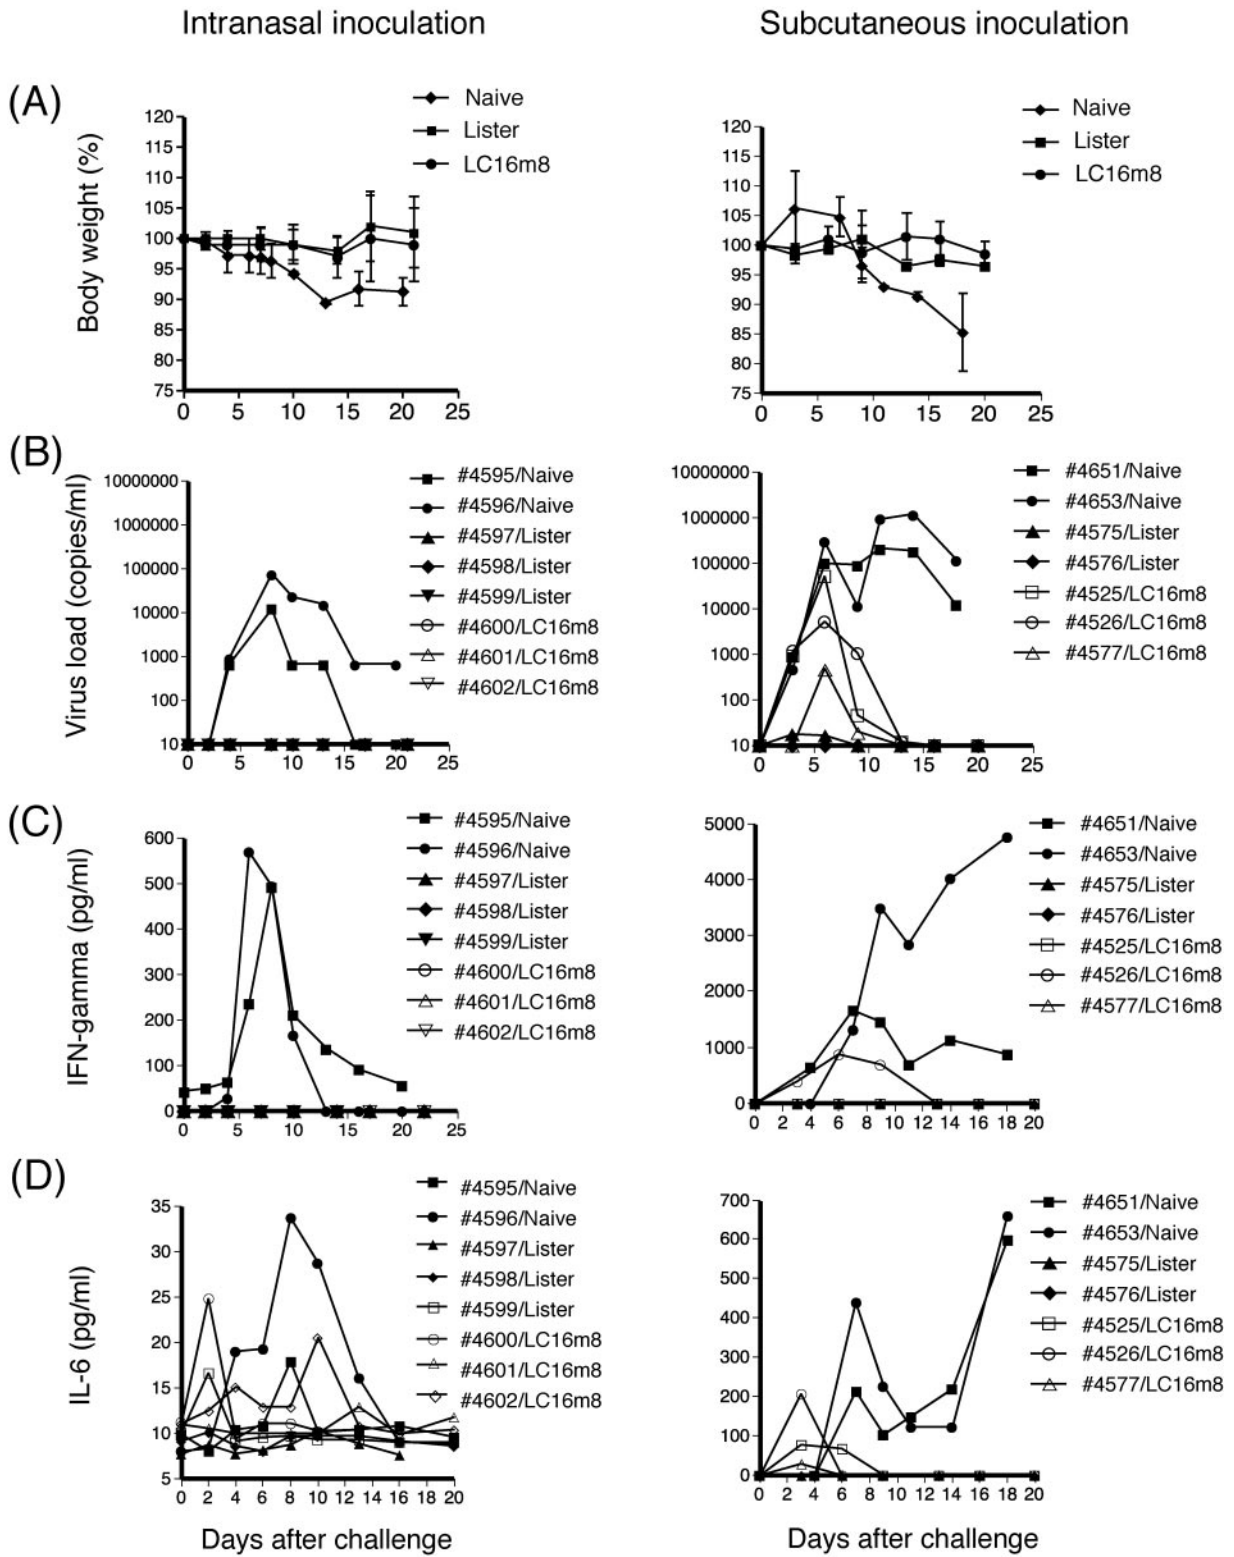 Intranasal inoculation
Subcutaneous inoculation
(A)
Body weight (%)
120
115
110
105
100
95
90
85
80
75
0 5 10 15 20 25
Naive
Lister
LC16m8
120
115
110
105
100
95
90
85
80
75
0 5 10 15 20 25
Naive
Lister
LC16m8
(B)
Virus load (copies/ml)
10000000
1000000
100000
10000
1000
100
10
0 5 10 15 20 25
#4595/Naive
#4596/Naive
#4597/Lister
#4598/Lister
#4599/Lister
#4600/LC16m8
#4601/LC16m8
#4602/LC16m8
10000000
1000000
100000
10000
1000
100
10
0 5 10 15 20 25
#4651/Naive
#4653/Naive
#4575/Lister
#4576/Lister
#4525/LC16m8
#4526/LC16m8
#4577/LC16m8
(C)
IFN-gamma (pg/ml)
600
500
400
300
200
100
0
0 5 10 15 20 25
#4595/Naive
#4596/Naive
#4597/Lister
#4598/Lister
#4599/Lister
#4600/LC16m8
#4601/LC16m8
#4602/LC16m8
5000
4000
3000
2000
1000
0
0 2 4 6 8 10 12 14 16 18 20
#4651/Naive
#4653/Naive
#4575/Lister
#4576/Lister
#4525/LC16m8
#4526/LC16m8
#4577/LC16m8
(D)
IL-6 (pg/ml)
35
30
25
20
15
10
5
0 2 4 6 8 10 12 14 16 18 20
#4595/Naive
#4596/Naive
#4597/Lister
#4598/Lister
#4599/Lister
#4600/LC16m8
#4601/LC16m8
#4602/LC16m8
700
600
500
400
300
200
100
0
0 2 4 6 8 10 12 14 16 18 20
#4651/Naive
#4653/Naive
#4575/Lister
#4576/Lister
#4525/LC16m8
#4526/LC16m8
#4577/LC16m8
Days after challenge
Days after challenge